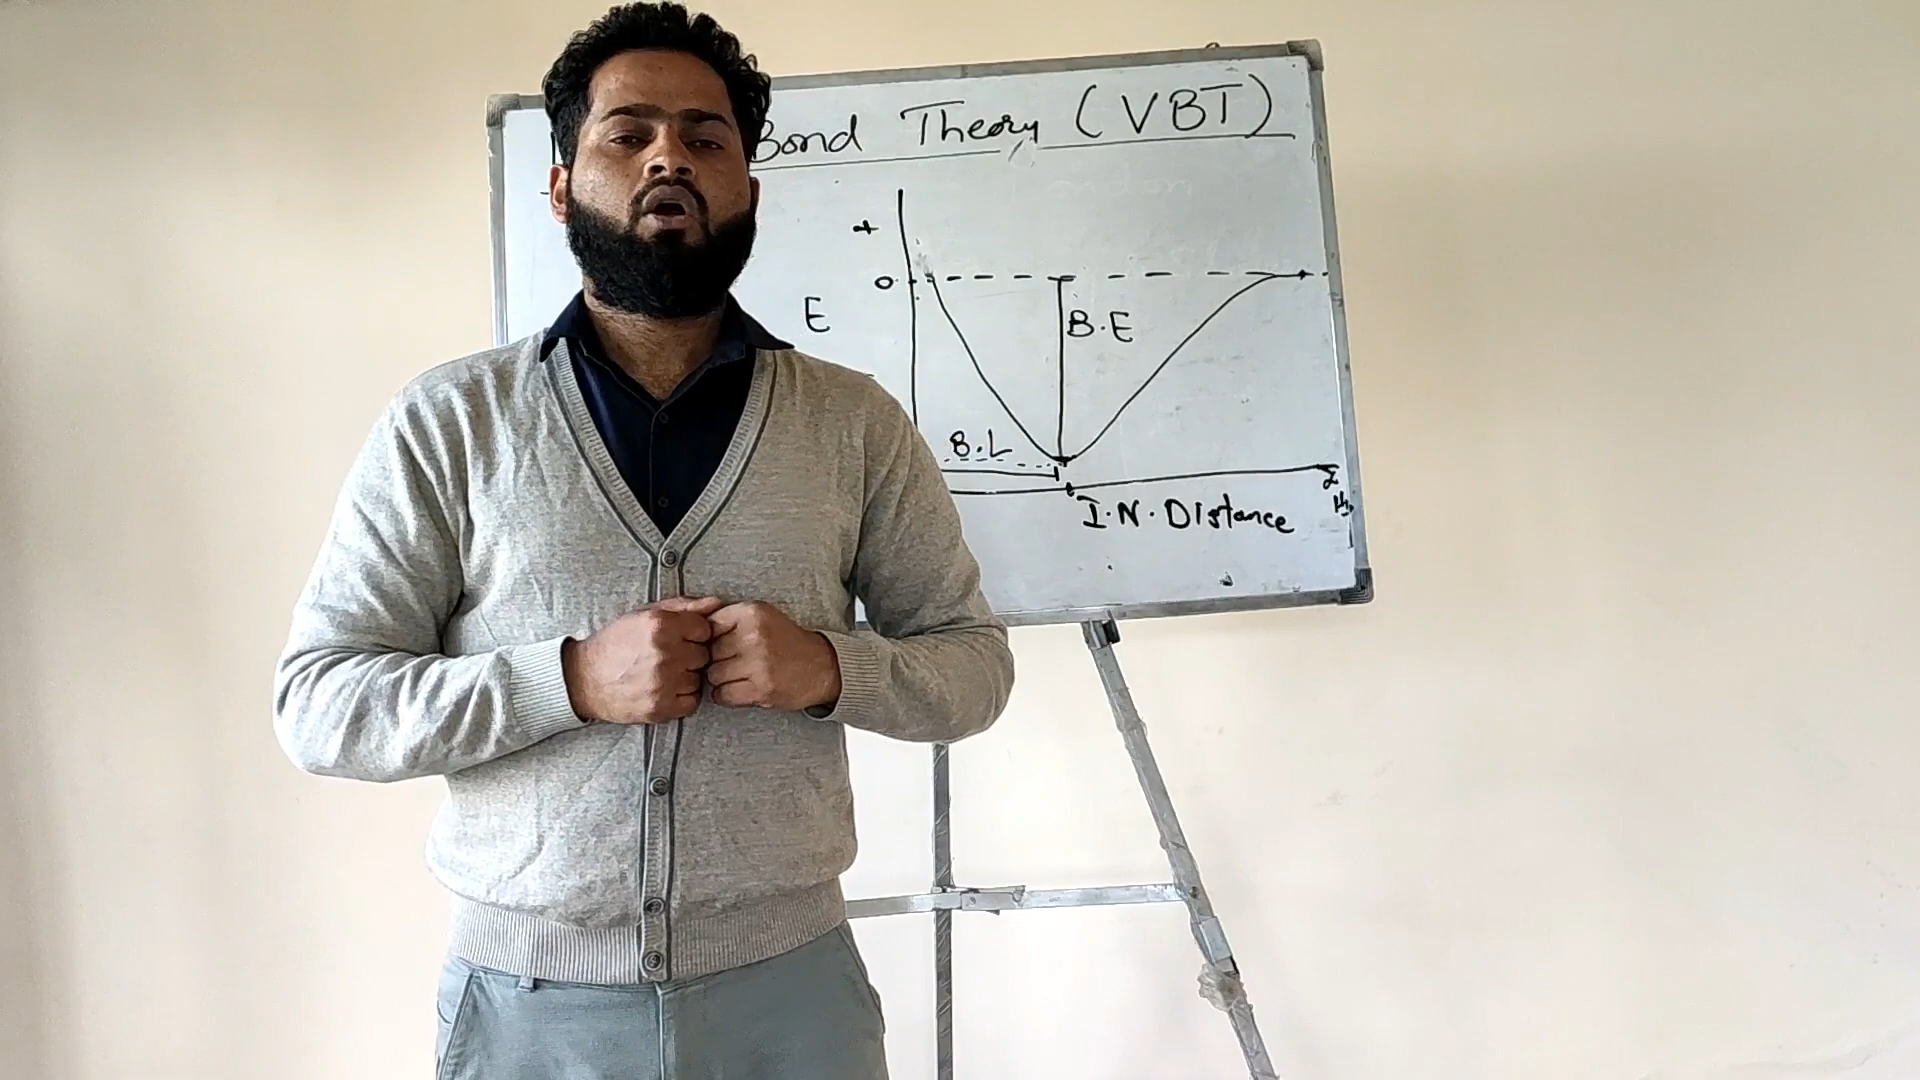 Bond Theory (VBT)
+
0
E
B.E
B.L
I.N. Distance